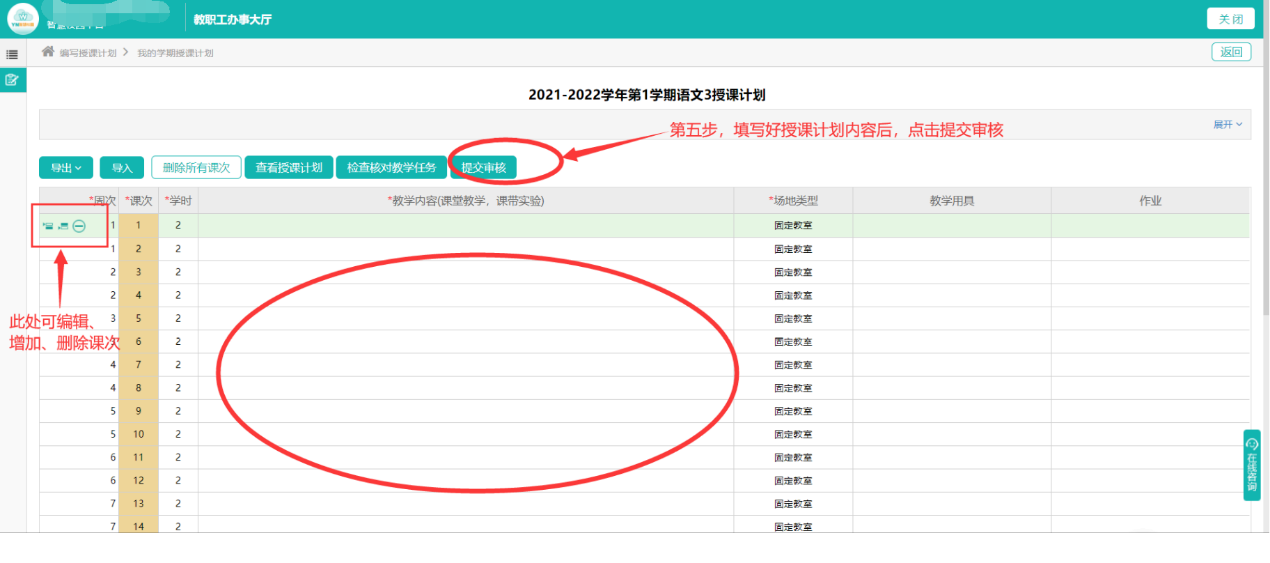 教职工办事大厅
关闭
编写授课计划 > 我的学期授课计划
返回
2021-2022学年第1学期语文3授课计划
第五步，填写好授课计划内容后，点击提交审核
展开
导出 导入 删除所有课次 查看授课计划 检查核对教学任务 提交审核
*周次 *课次 *学时 *教学内容(课堂教学，课带实验) *场地类型 教学用具 作业
1 1 2 固定教室
1 2 2 固定教室
2 3 2 固定教室
2 4 2 固定教室
3 5 2 固定教室
6 2 固定教室
4 7 2 固定教室
4 8 2 固定教室
5 9 2 固定教室
5 10 2 固定教室
6 11 2 固定教室
6 12 2 固定教室
7 13 2 固定教室
7 14 2 固定教室
此处可编辑、
增加、删除课次
在线咨询